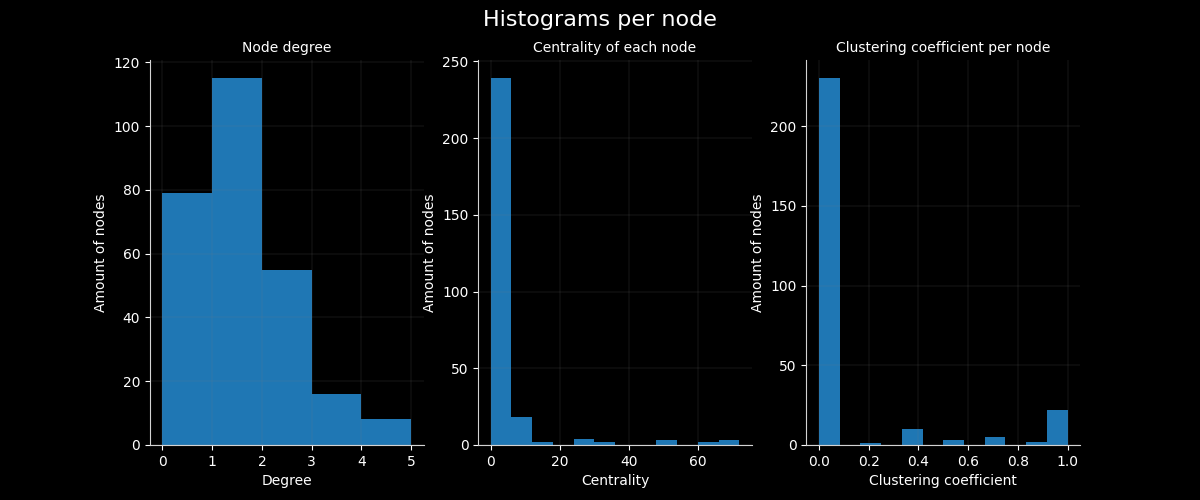 Histograms per node
Node degree
Amount of nodes
120
100
80
60
40
20
0
0 1 2 3 4 5
Degree
Centrality of each node
Amount of nodes
250
200
150
100
50
0
0 20 40 60
Centrality
Clustering coefficient per node
Amount of nodes
200
150
100
50
0
0.0 0.2 0.4 0.6 0.8 1.0
Clustering coefficient